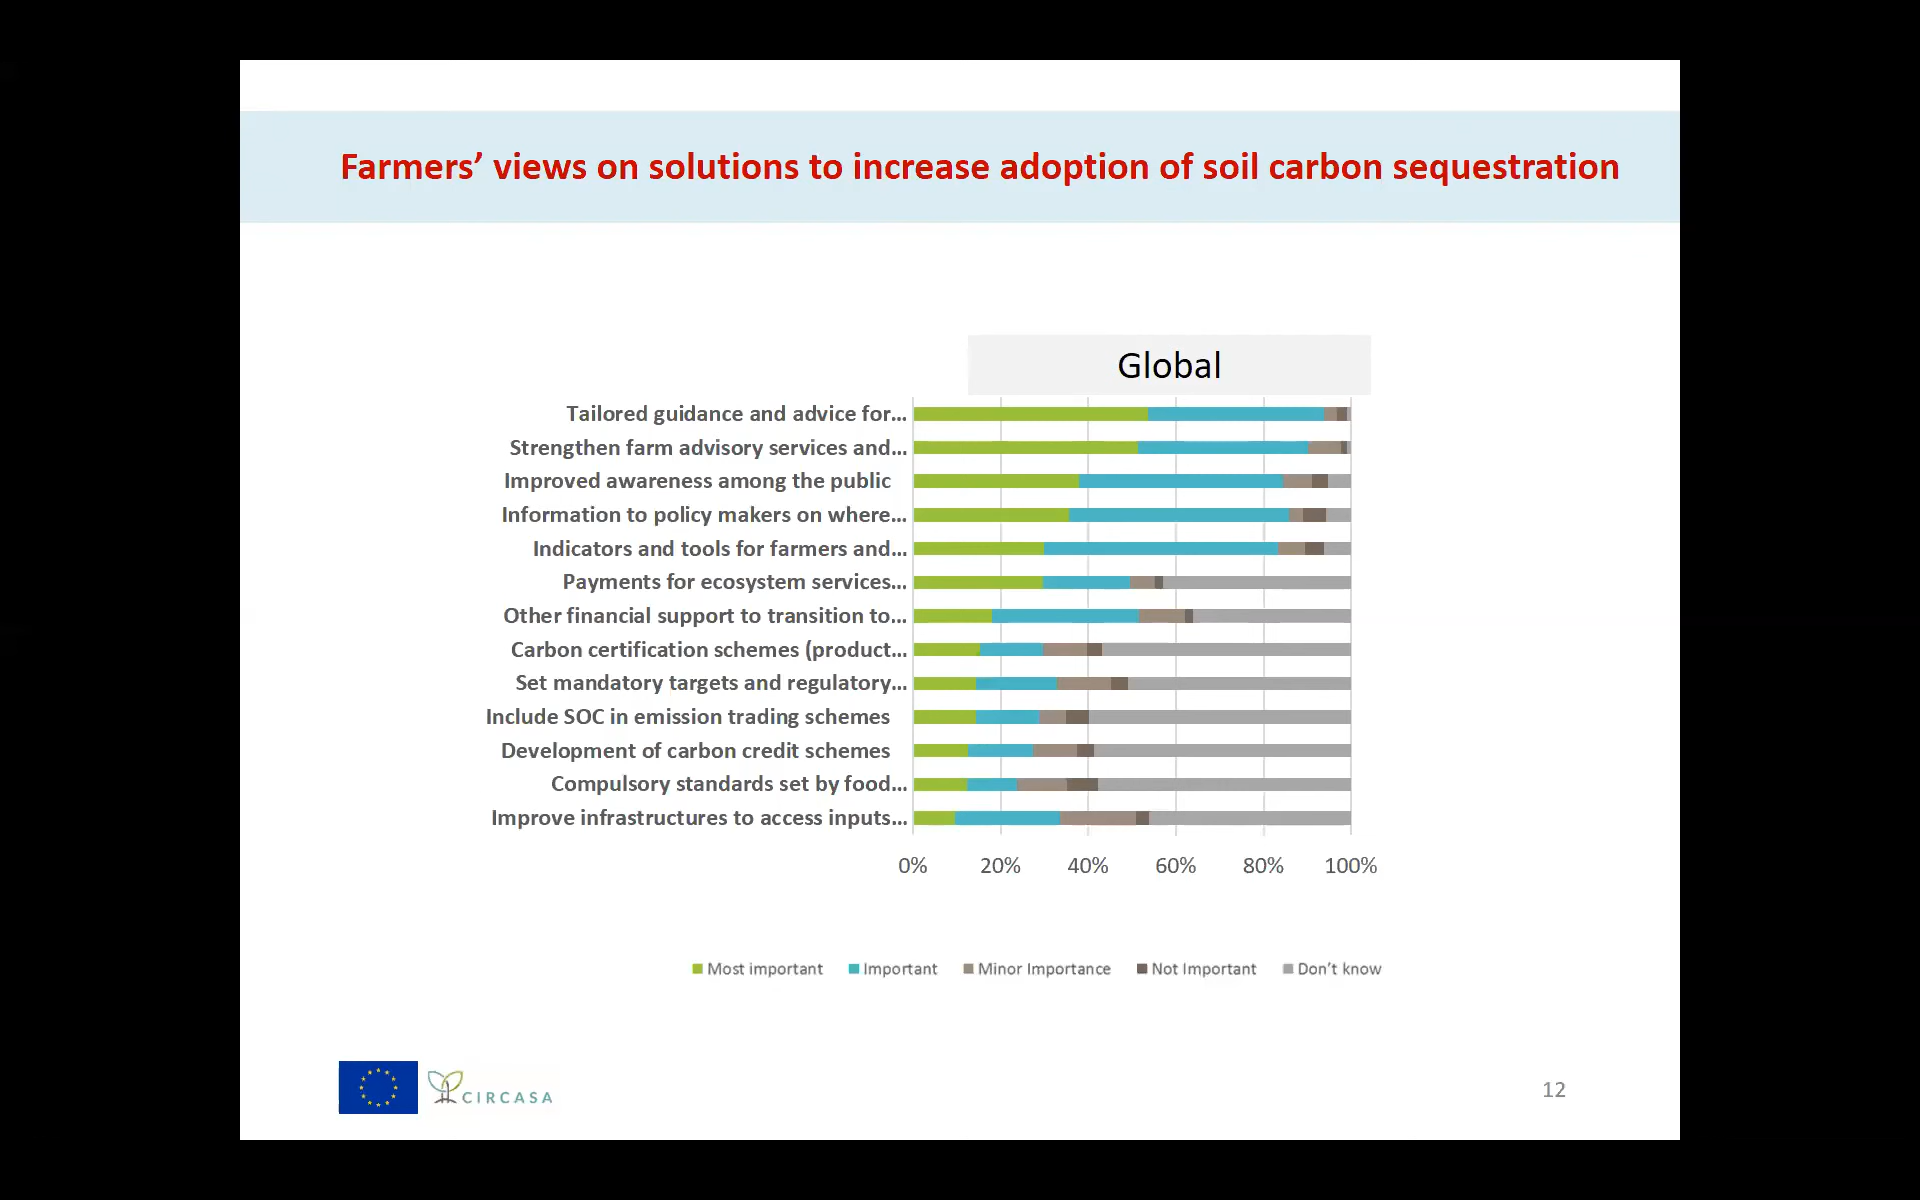 Farmers’ views on solutions to increase adoption of soil carbon sequestration
Global
Tailored guidance and advice for...
Strengthen farm advisory services and...
Improved awareness among the public
Information to policy makers on where...
Indicators and tools for farmers and...
Payments for ecosystem services...
Other financial support to transition to...
Carbon certification schemes (product...
Set mandatory targets and regulatory...
Include SOC in emission trading schemes
Development of carbon credit schemes
Compulsory standards set by food...
Improve infrastructures to access inputs...
0% 20% 40% 60% 80% 100%
Most important Important Minor Importance Not Important Don’t know
CIRCASA
12